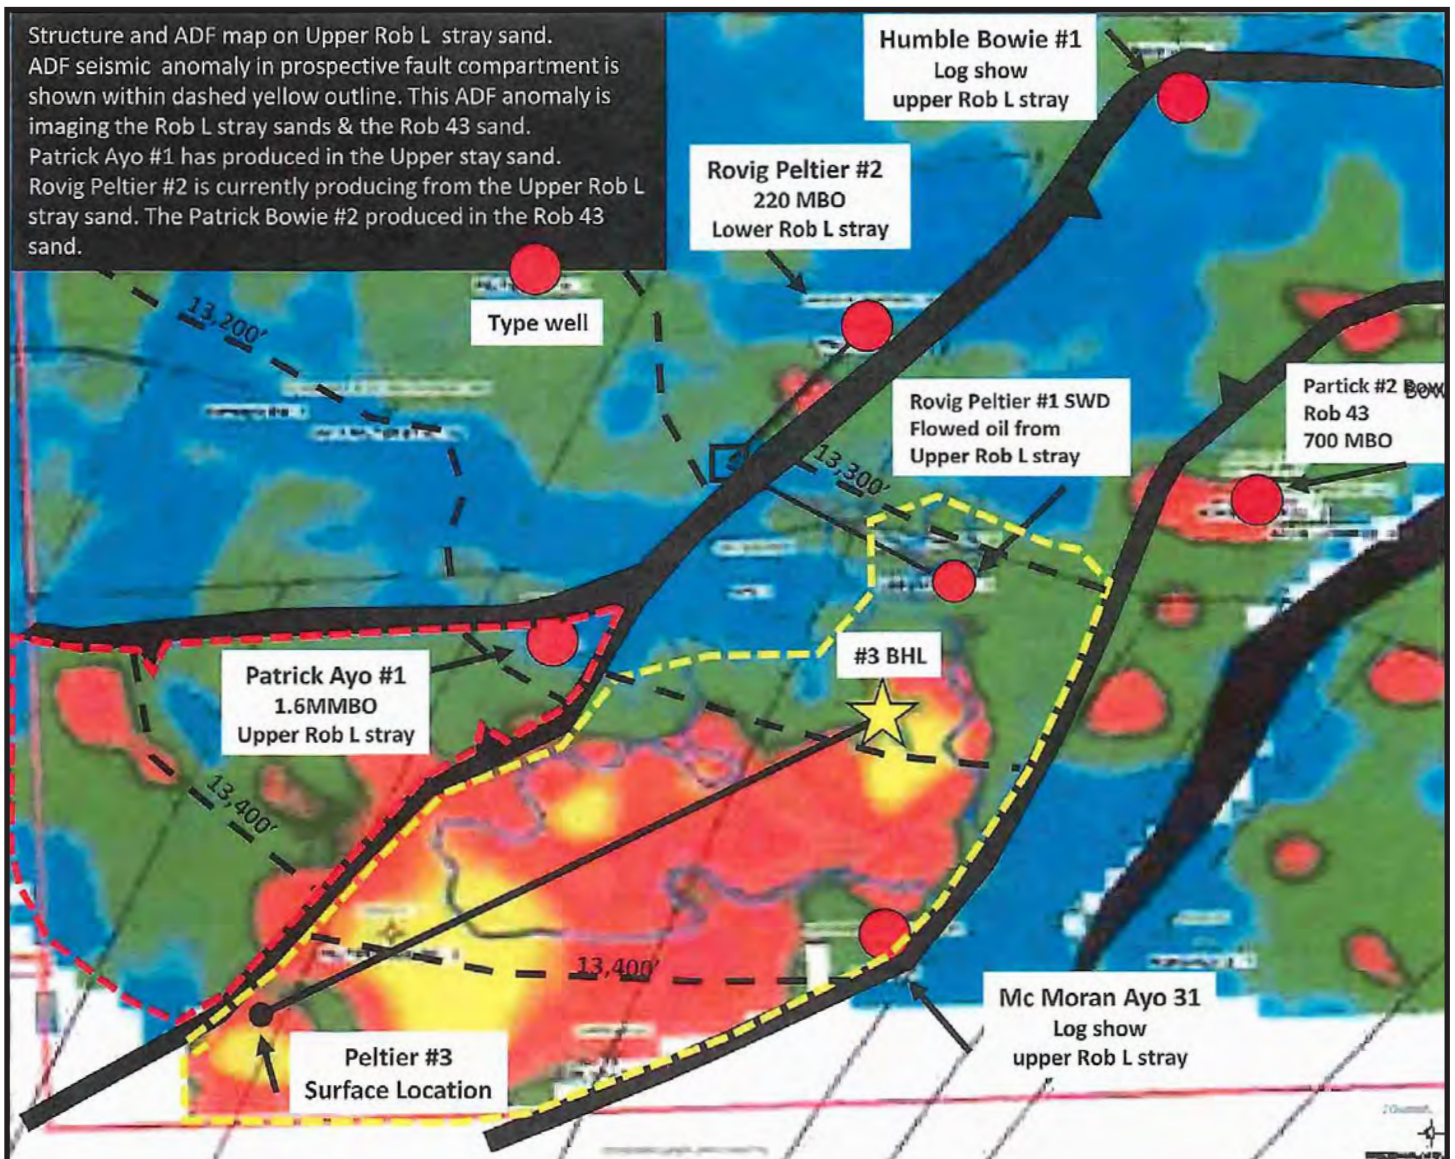 Structure and ADF map on Upper Rob L stray sand.
ADF seismic anomaly in prospective fault compartment is
shown within dashed yellow outline. This ADF anomaly is
imaging the Rob L stray sands & the Rob 43 sand.
Patrick Ayo #1 has produced in the Upper stay sand.
Rovig Peltier #2 is currently producing from the Upper Rob L
stray sand. The Patrick Bowie #2 produced in the Rob 43
sand.
Humble Bowie #1
Log show
upper Rob L stray
Rovig Peltier #2
220 MBO
Lower Rob L stray
Type well
13,200'
Rovig Peltier #1 SWD
Flowed oil from
Upper Rob L stray
Partick #2 Bow
Rob 43
700 MBO
13,300'
#3 BHL
Patrick Ayo #1
1.6MMBO
Upper Rob L stray
13,400'
13,400'
Mc Moran Ayo 31
Log show
upper Rob L stray
Peltier #3
Surface Location